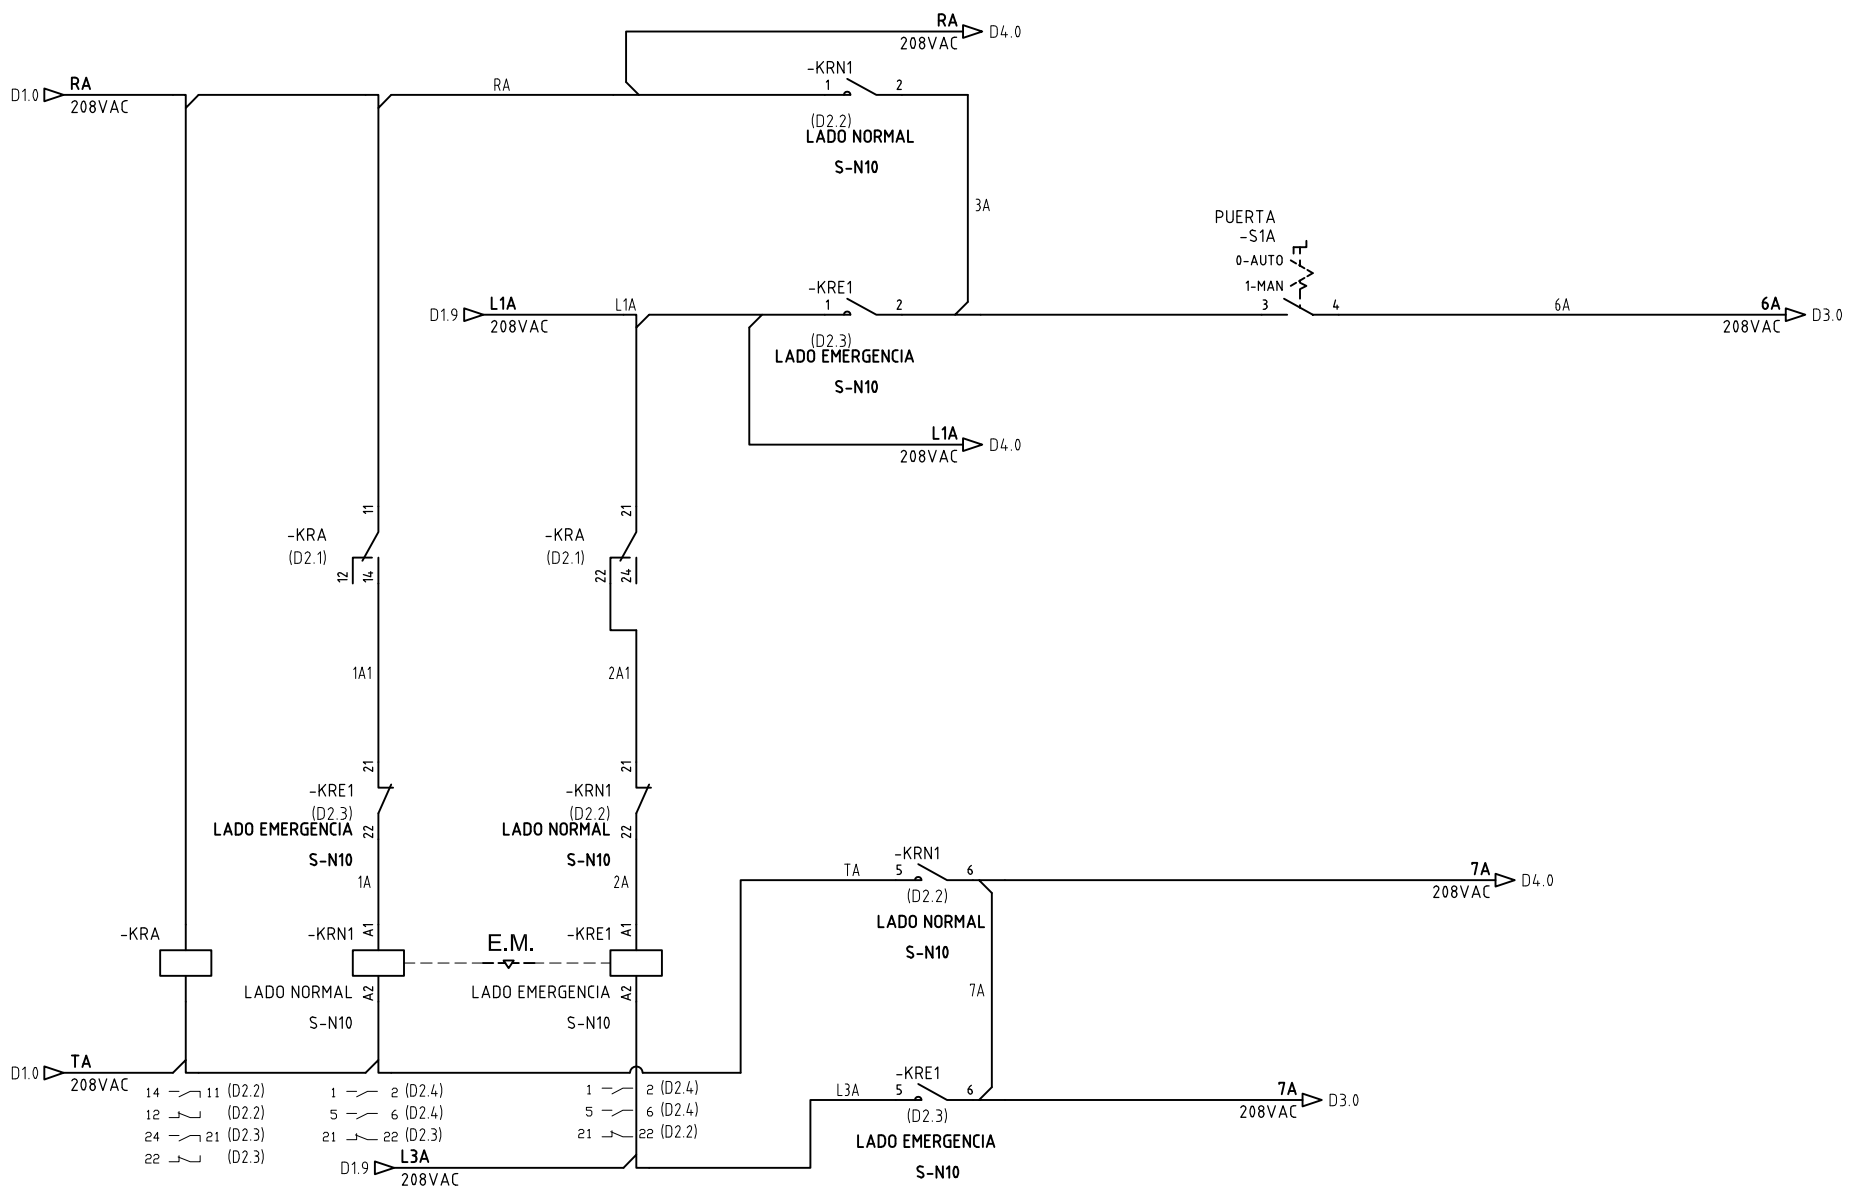 RA
208VAC
D4.0
-KRN1
1
2
D1.0
RA
208VAC
RA
(D2.2)
LADO NORMAL
S-N10
3A
PUERTA
-S1A
0-AUTO
1-MAN
3
4
D1.9
L1A
208VAC
L1A
-KRE1
1
2
6A
6A
208VAC
D3.0
(D2.3)
LADO EMERGENCIA
S-N10
L1A
208VAC
D4.0
11
-KRA
(D2.1)
12
14
21
-KRA
(D2.1)
22
24
1A1
2A1
21
-KRE1
(D2.3)
LADO EMERGENCIA
22
S-N10
1A
21
-KRN1
(D2.2)
LADO NORMAL
22
S-N10
2A
TA
-KRN1
5
6
(D2.2)
LADO NORMAL
S-N10
7A
208VAC
D4.0
-KRA
-KRN1
A1
E.M.
-KRE1
A1
LADO NORMAL
A2
S-N10
LADO EMERGENCIA
A2
S-N10
7A
D1.0
TA
208VAC
14 11 (D2.2)
12 (D2.2)
24 21 (D2.3)
22 (D2.3)
1 2 (D2.4)
5 6 (D2.4)
21 22 (D2.3)
1 2 (D2.4)
5 6 (D2.4)
21 22 (D2.2)
L3A
-KRE1
5
6
(D2.3)
LADO EMERGENCIA
S-N10
7A
208VAC
D3.0
D1.9
L3A
208VAC